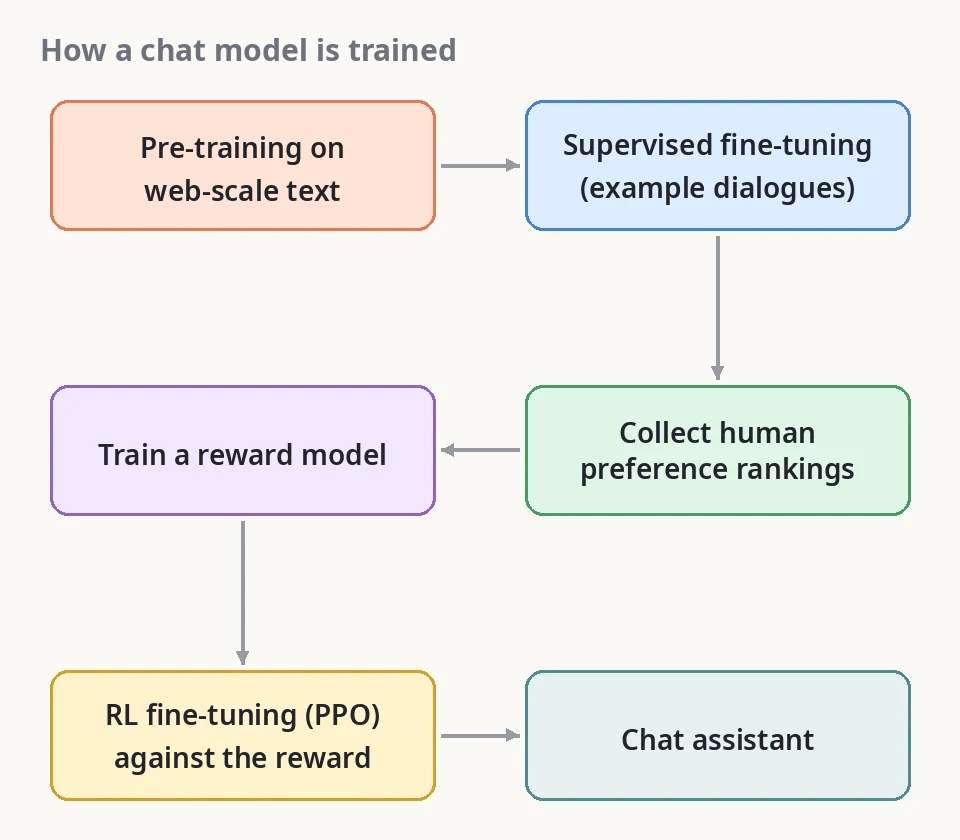 How a chat model is trained
Pre-training on
web-scale text
Supervised fine-tuning
(example dialogues)
Collect human
preference rankings
Train a reward model
RL fine-tuning (PPO)
against the reward
Chat assistant